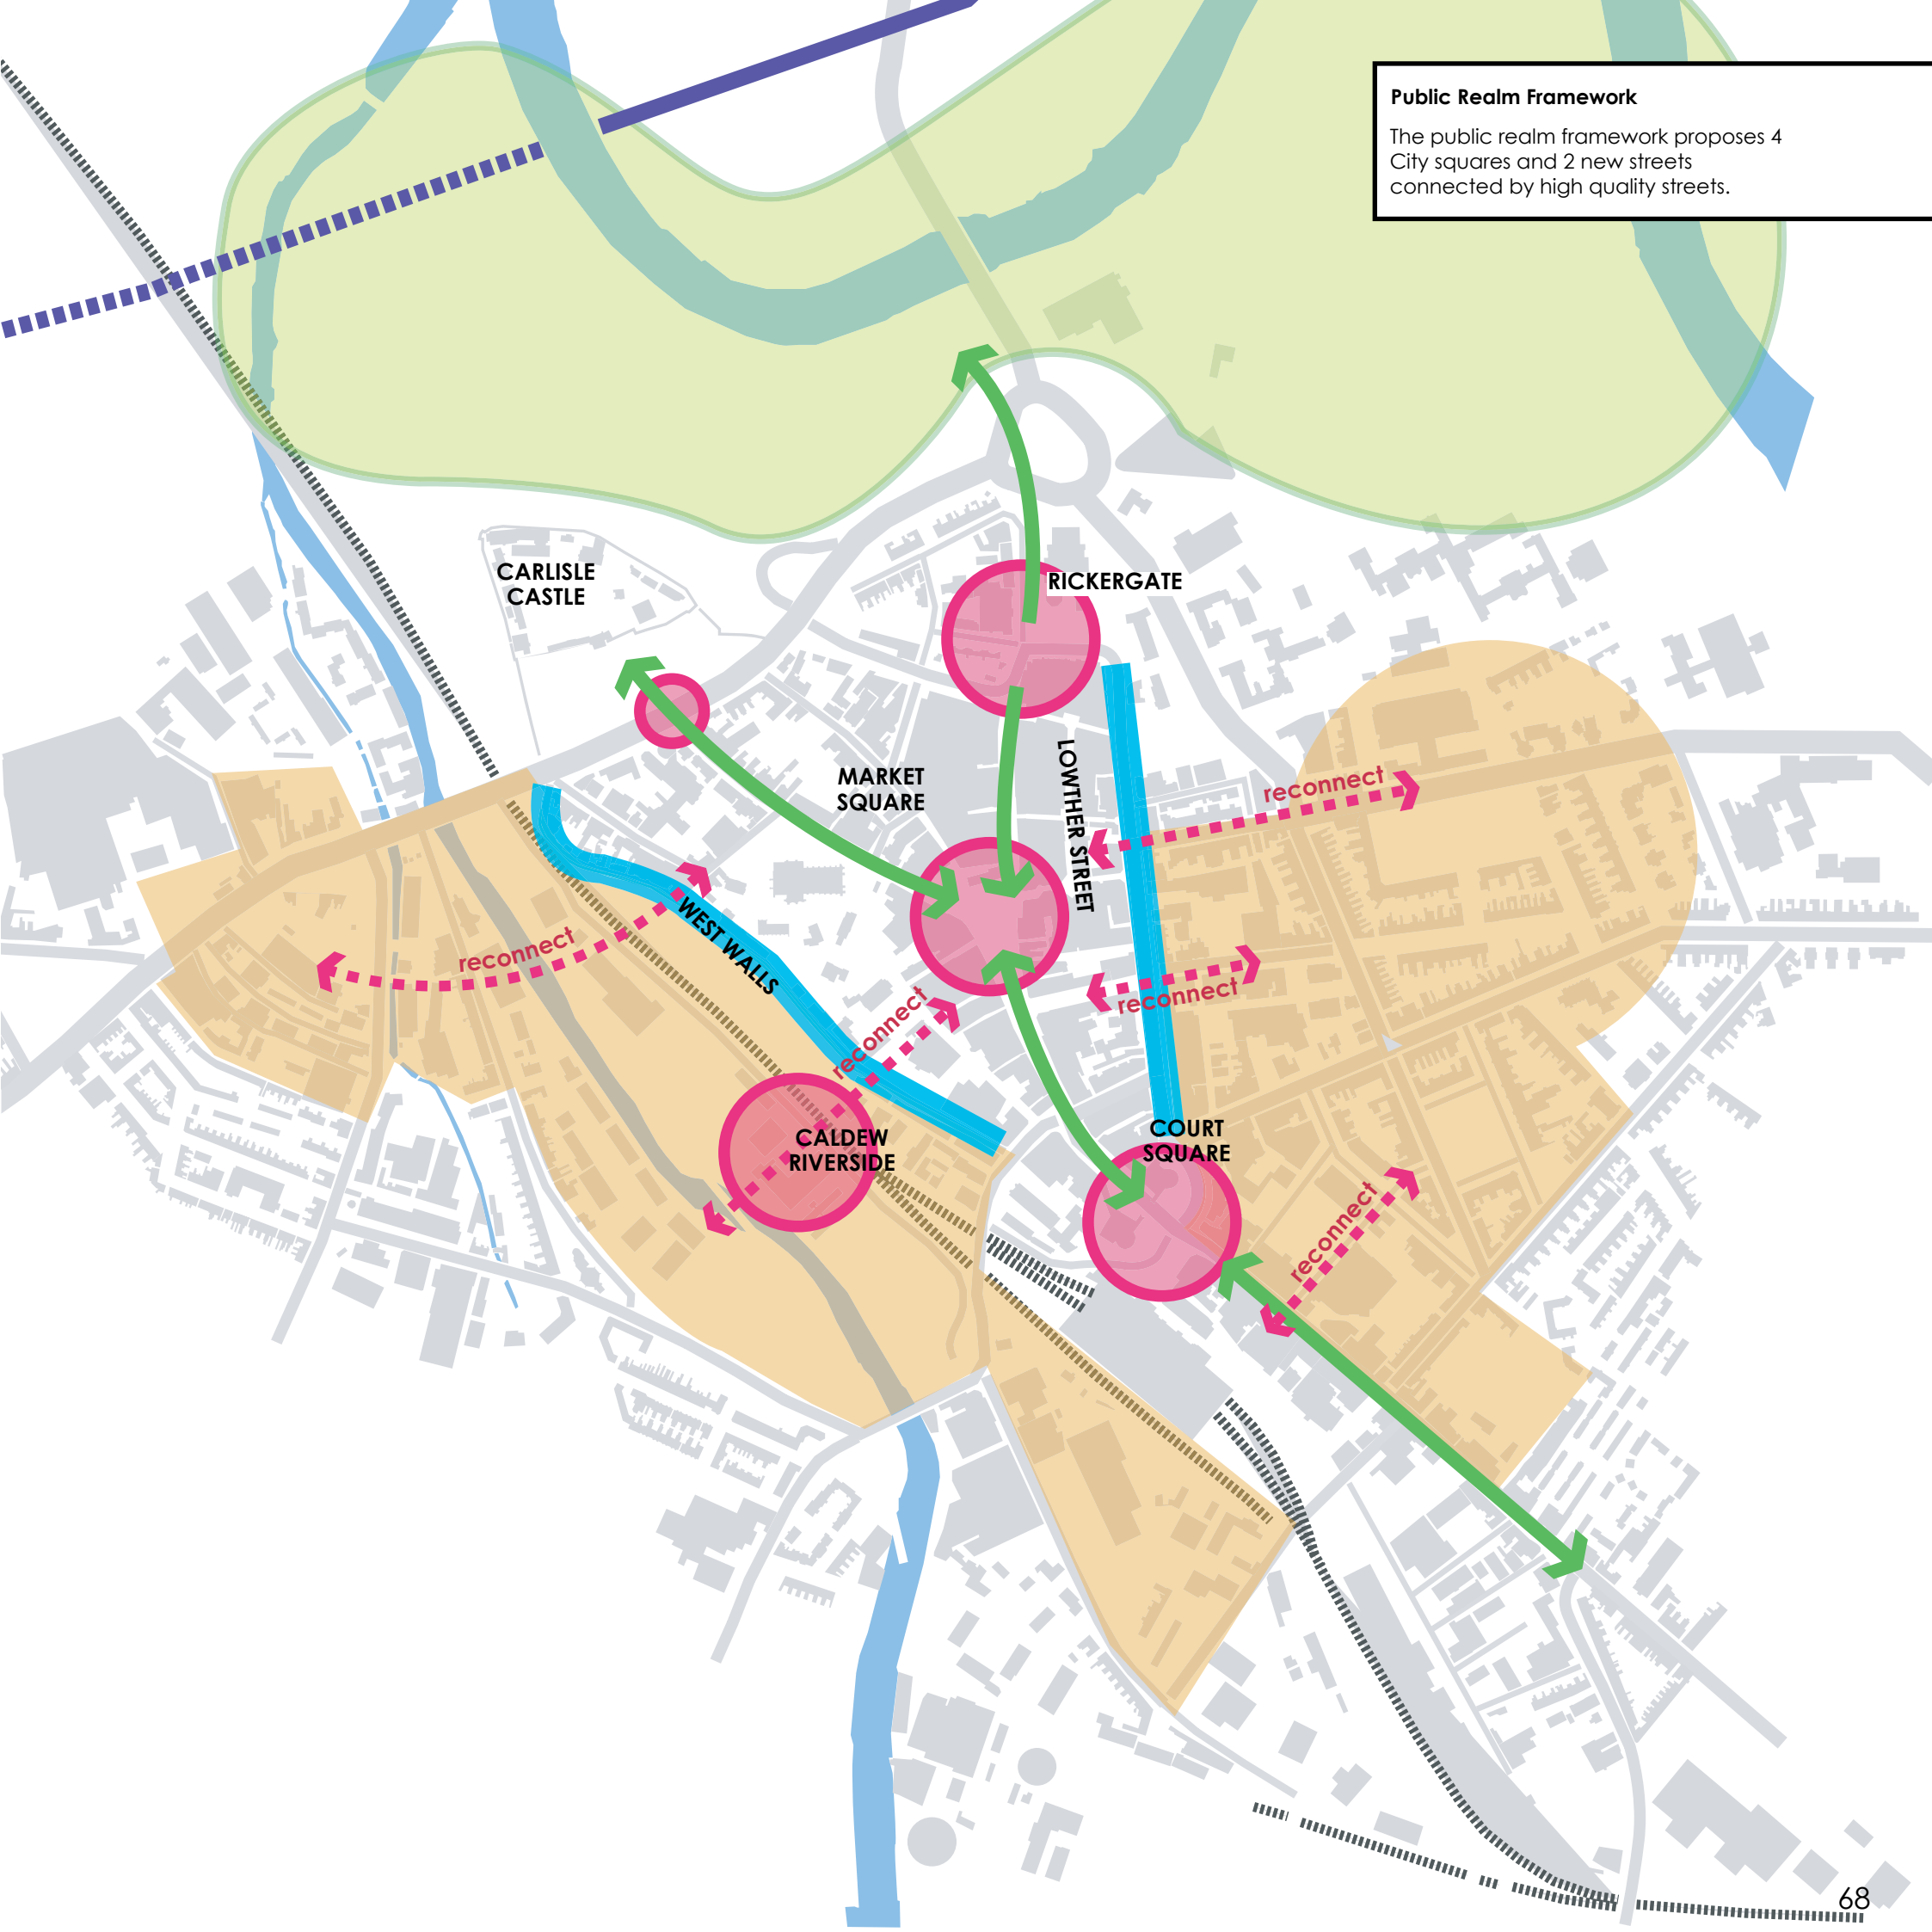 Public Realm Framework
The public realm framework proposes 4
City squares and 2 new streets
connected by high quality streets.
CARLISLE
CASTLE
RICKERGATE
MARKET
SQUARE
LOWTHER STREET
reconnect
WEST WALLS
reconnect
reconnect
reconnect
CALDEW
RIVERSIDE
COURT
SQUARE
reconnect
68